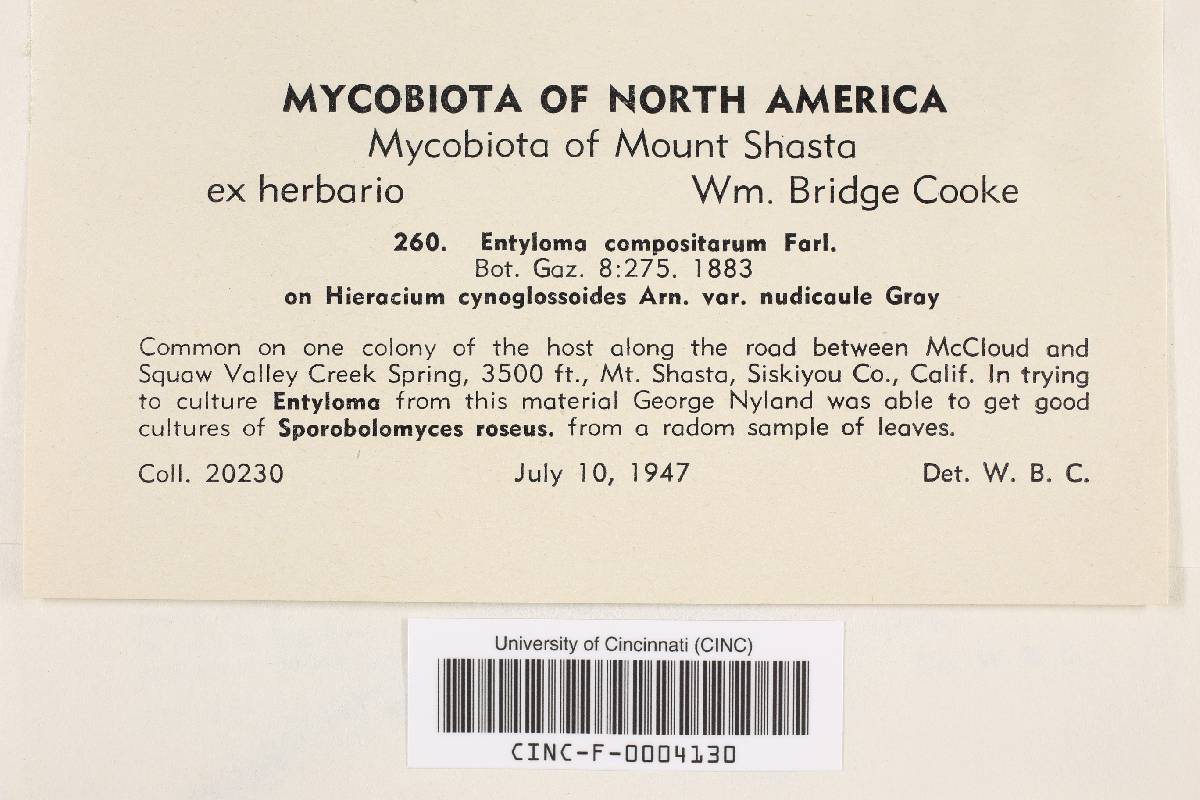 MYCOBIOTA OF NORTH AMERICA
Mycobiota of Mount Shasta
ex herbario Wm. Bridge Cooke
260. Entyloma compositarum Farl.
Bot. Gaz. 8:275. 1883
on Hieracium cynoglossoides Arn. var. nudicaule Gray
Common on one colony of the host along the road between McCloud and
Squaw Valley Creek Spring, 3500 ft., Mt. Shasta, Siskiyou Co., Calif. In trying
to culture Entyloma from this material George Nyland was able to get good
cultures of Sporobolomyces roseus. from a radom sample of leaves.
Coll. 20230 July 10, 1947 Det. W. B. C.
University of Cincinnati (CINC)
CINC-F-0004130